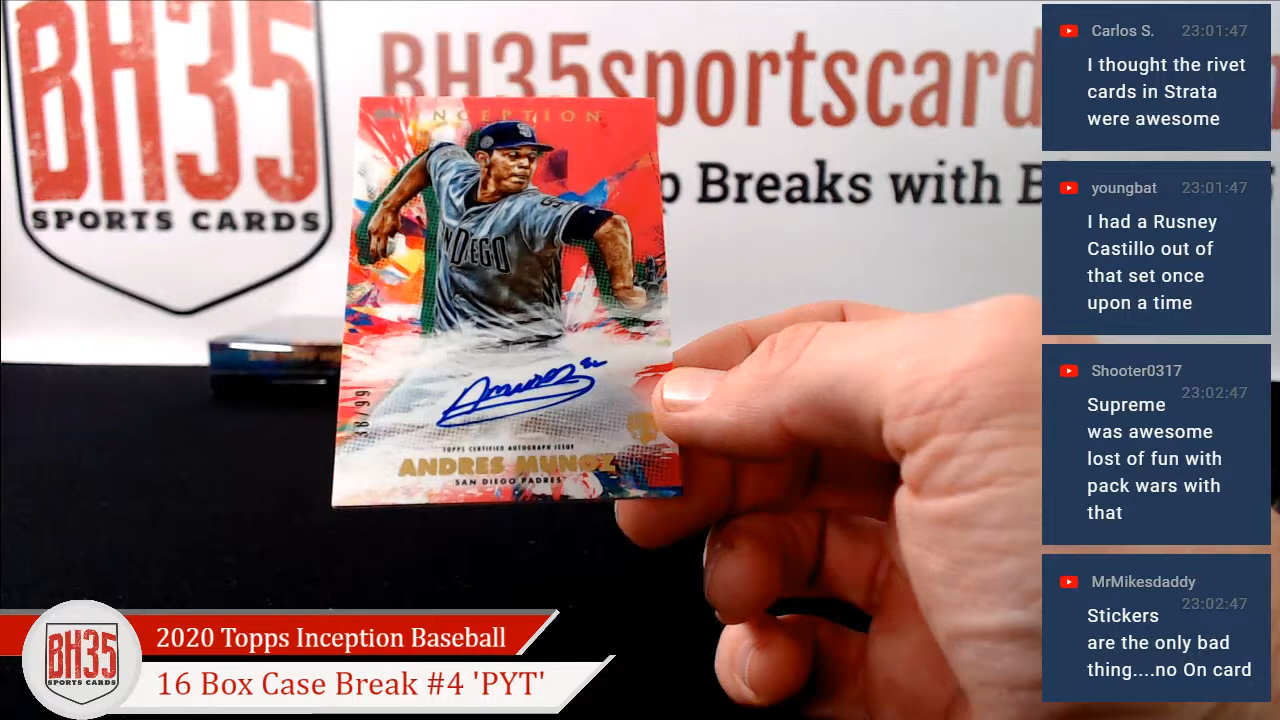 BH35
SPORTS CARDS
BH35sportscard
p Breaks with B
INCEPTION
SAN DIEGO
/99
TOPPS CERTIFIED AUTOGRAPH ISSUE
ANDRES MUNOZ
SAN DIEGO PADRES
BH35
SPORTS CARDS
2020 Topps Inception Baseball
16 Box Case Break #4 'PYT'
Carlos S. 23:01:47
I thought the rivet
cards in Strata
were awesome
youngbat 23:01:47
I had a Rusney
Castillo out of
that set once
upon a time
Shooter0317
23:02:47
Supreme
was awesome
lost of fun with
pack wars with
that
MrMikesdaddy
23:02:47
Stickers
are the only bad
thing....no On card